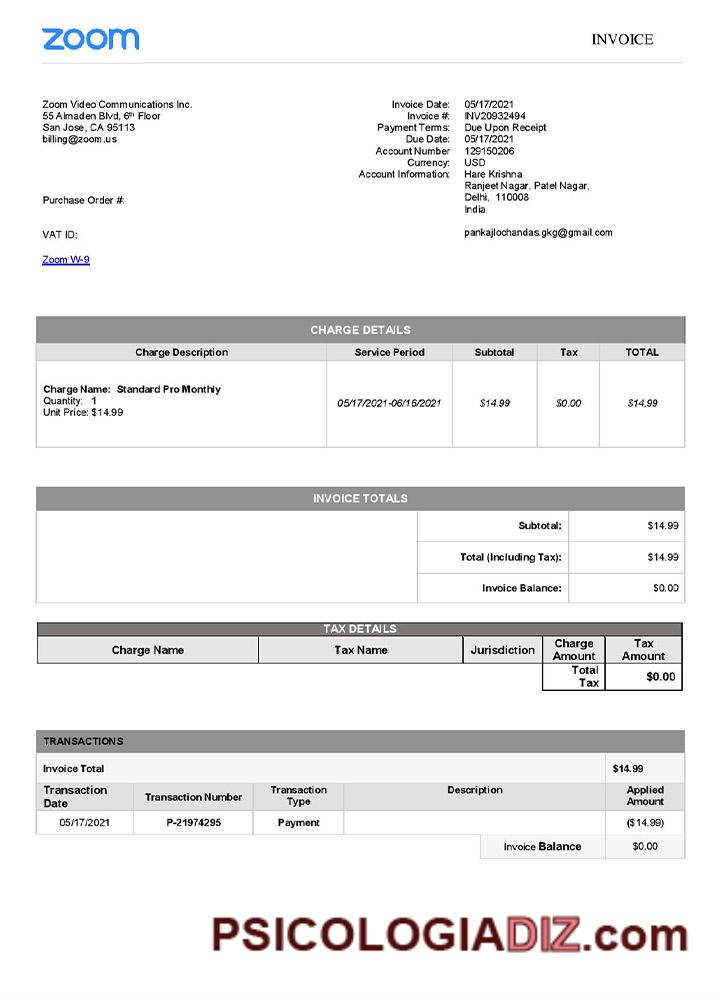 zoom
INVOICE
Zoom Video Communications Inc.
55 Almaden Blvd, 6th Floor
San Jose, CA 95113
billing@zoom.us
Purchase Order #:
VAT ID:
Zoom W-9
Invoice Date: 05/17/2021
Invoice #: INV20932494
Payment Terms: Due Upon Receipt
Due Date: 05/17/2021
Account Number 129150206
Currency: USD
Account Information: Hare Krishna
Ranjeet Nagar, Patel Nagar,
Delhi, 110008
India
pankajlochandas.gkg@gmail.com
CHARGE DETAILS
Charge Description Service Period Subtotal Tax TOTAL
Charge Name: Standard Pro Monthly
Quantity: 1
Unit Price: $14.99
05/17/2021-06/16/2021 $14.99 $0.00 $14.99
INVOICE TOTALS
Subtotal: $14.99
Total (Including Tax): $14.99
Invoice Balance: $0.00
TAX DETAILS
Charge Name Tax Name Jurisdiction Charge Amount Tax Amount
Total Tax $0.00
TRANSACTIONS
Invoice Total $14.99
Transaction Date Transaction Number Transaction Type Description Applied Amount
05/17/2021 P-21974295 Payment ($14.99)
Invoice Balance $0.00
PSICOLOGIADIZ.com